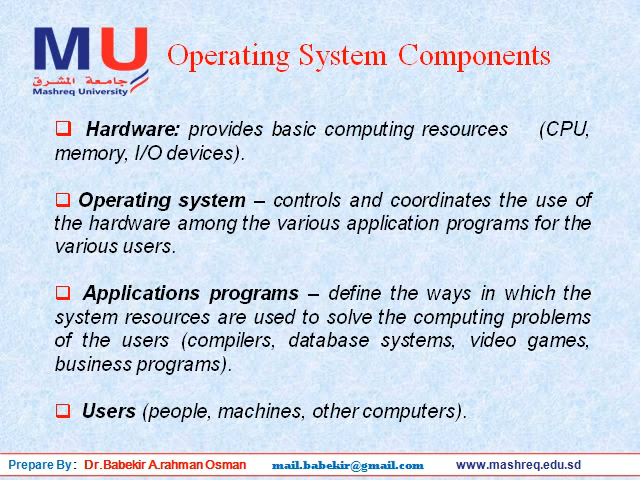 MU
جامعة المشرق
Mashreq University
Operating System Components
Hardware: provides basic computing resources (CPU,
memory, I/O devices).
Operating system – controls and coordinates the use of
the hardware among the various application programs for the
various users.
Applications programs – define the ways in which the
system resources are used to solve the computing problems
of the users (compilers, database systems, video games,
business programs).
Users (people, machines, other computers).
Prepare By : Dr.Babekir A.rahman Osman mail.babekir@gmail.com www.mashreq.edu.sd